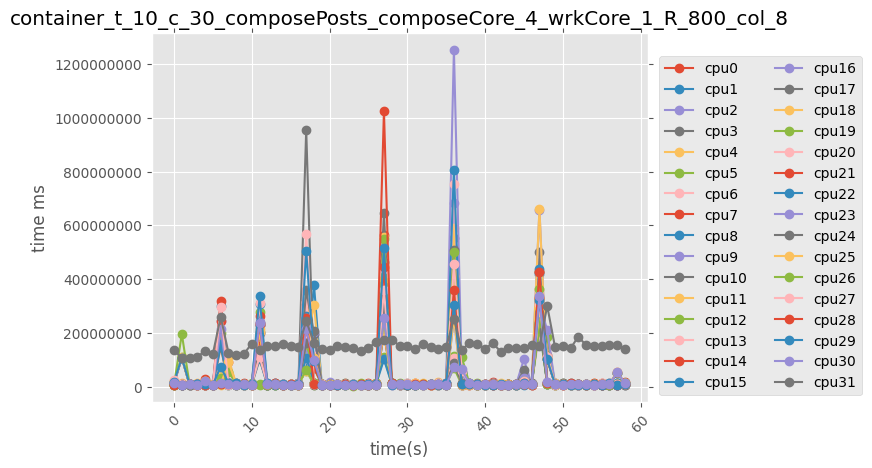 container_t_10_c_30_composePosts_composeCore_4_wrkCore_1_R_800_col_8
time ms
1200000000
1000000000
800000000
600000000
400000000
200000000
0
0 10 20 30 40 50 60
time(s)
cpu0 cpu16
cpu1 cpu17
cpu2 cpu18
cpu3 cpu19
cpu4 cpu20
cpu5 cpu21
cpu6 cpu22
cpu7 cpu23
cpu8 cpu24
cpu9 cpu25
cpu10 cpu26
cpu11 cpu27
cpu12 cpu28
cpu13 cpu29
cpu14 cpu30
cpu15 cpu31